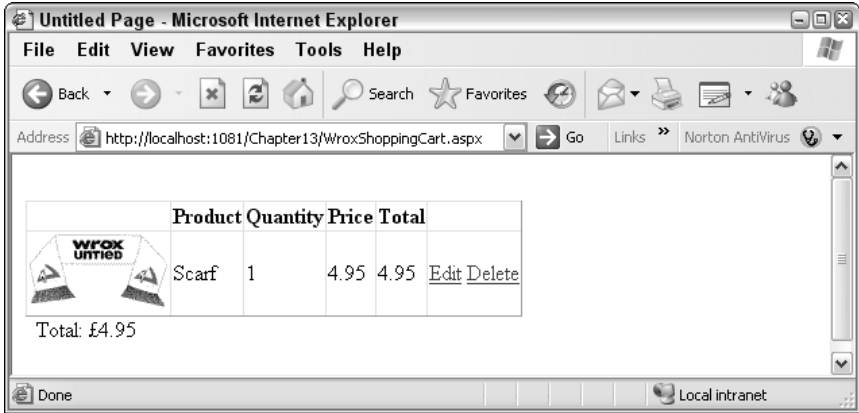 Untitled Page - Microsoft Internet Explorer
File Edit View Favorites Tools Help
Back Search Favorites
Address http://localhost:1081/Chapter13/WroxShoppingCart.aspx Go Links » Norton AntiVirus
Product Quantity Price Total
wrox
UNTIED
Scarf 1 4.95 4.95 Edit Delete
Total: £4.95
Done Local intranet